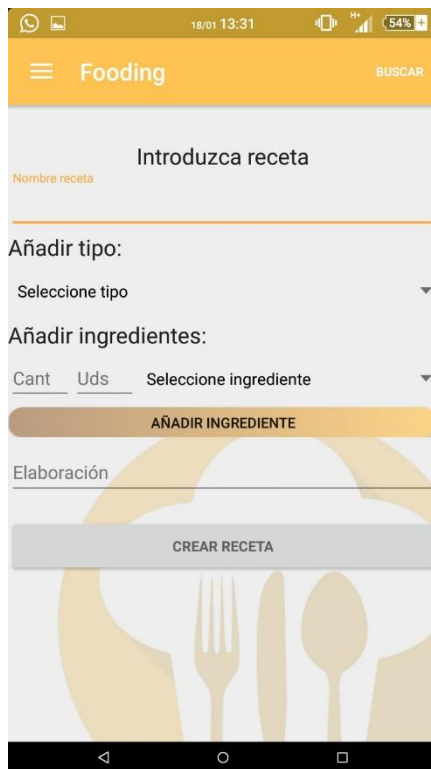 18/01 13:31 H+ 54%
Fooding BUSCAR
Introduzca receta
Nombre receta
Añadir tipo:
Seleccione tipo
Añadir ingredientes:
Cant Uds Seleccione ingrediente
AÑADIR INGREDIENTE
Elaboración
CREAR RECETA